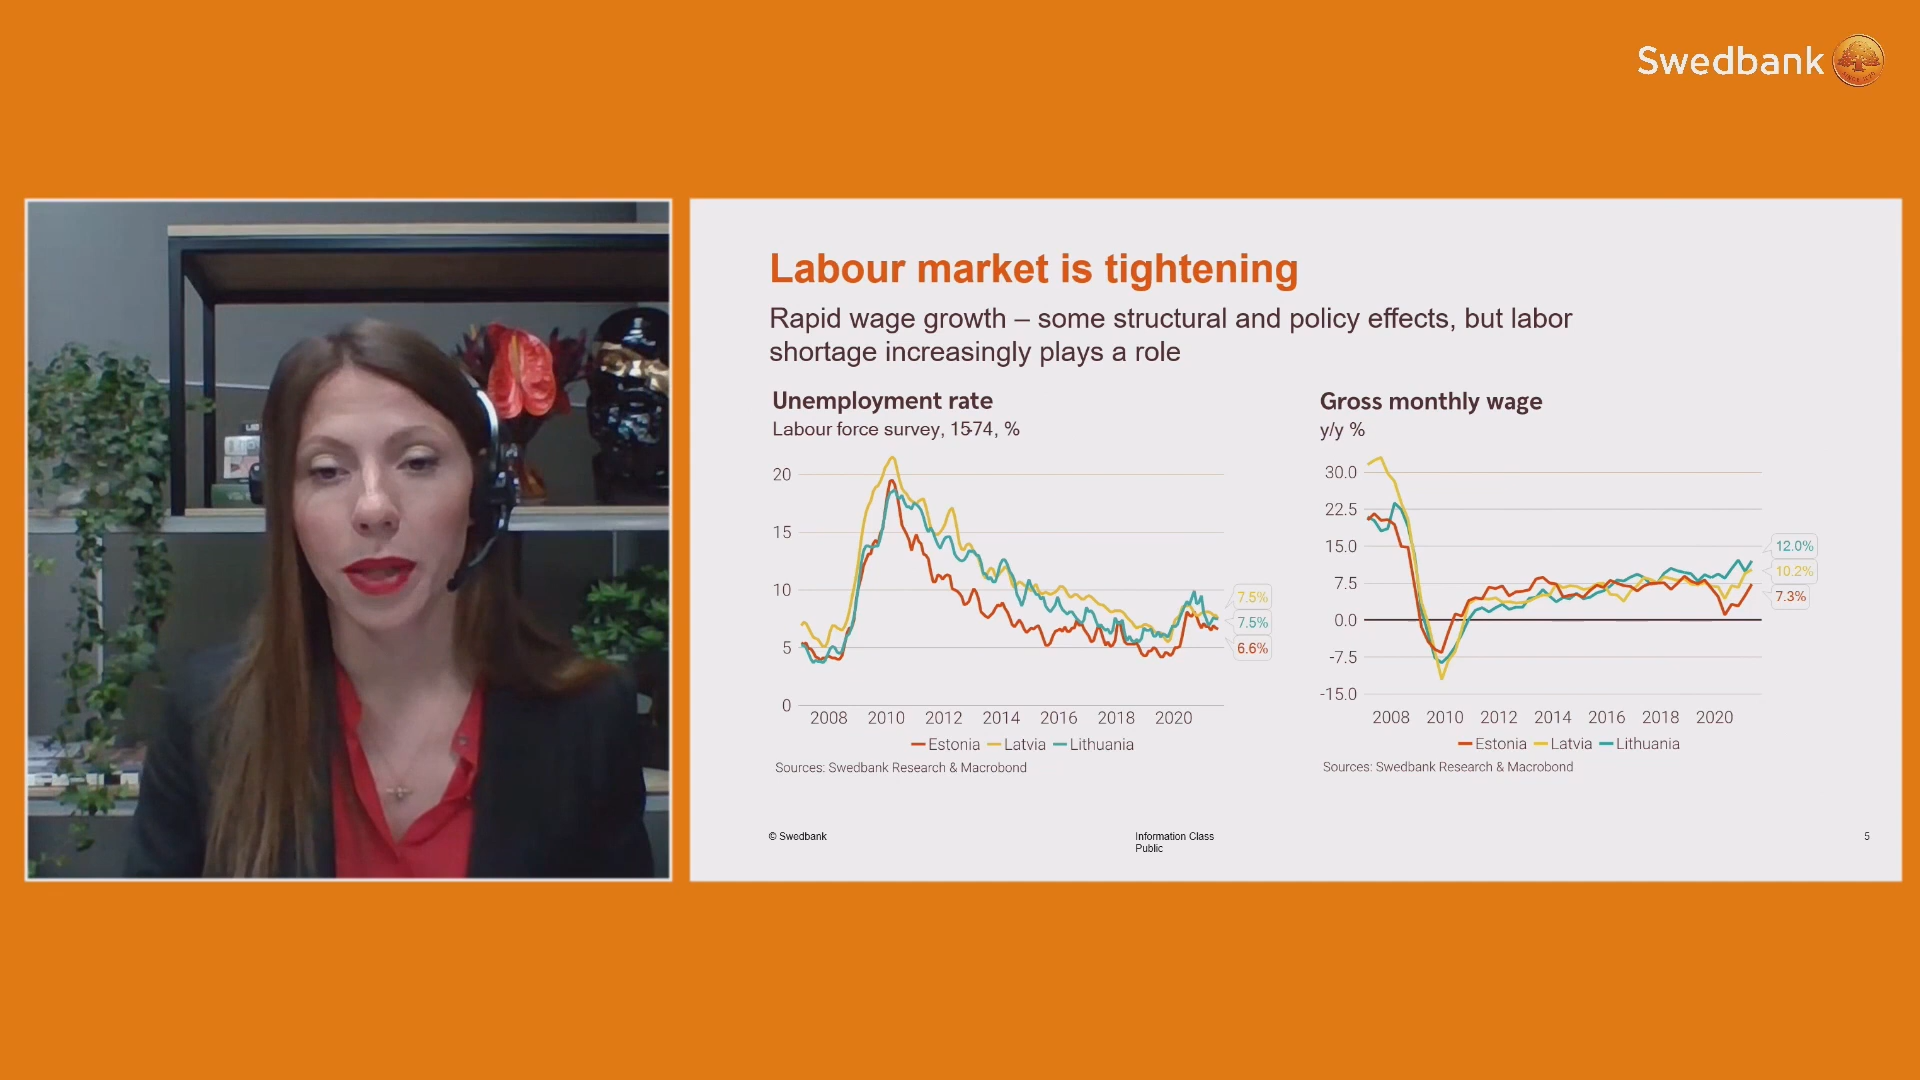 Swedbank
Labour market is tightening
Rapid wage growth – some structural and policy effects, but labor
shortage increasingly plays a role
Unemployment rate
Labour force survey, 15-74, %
20
15
10
5
0
2008 2010 2012 2014 2016 2018 2020
7.5%
7.5%
6.6%
Estonia Latvia Lithuania
Sources: Swedbank Research & Macrobond
Gross monthly wage
y/y %
30.0
22.5
15.0
7.5
0.0
-7.5
-15.0
2008 2010 2012 2014 2016 2018 2020
12.0%
10.2%
7.3%
Estonia Latvia Lithuania
Sources: Swedbank Research & Macrobond
© Swedbank
Information Class
Public
5